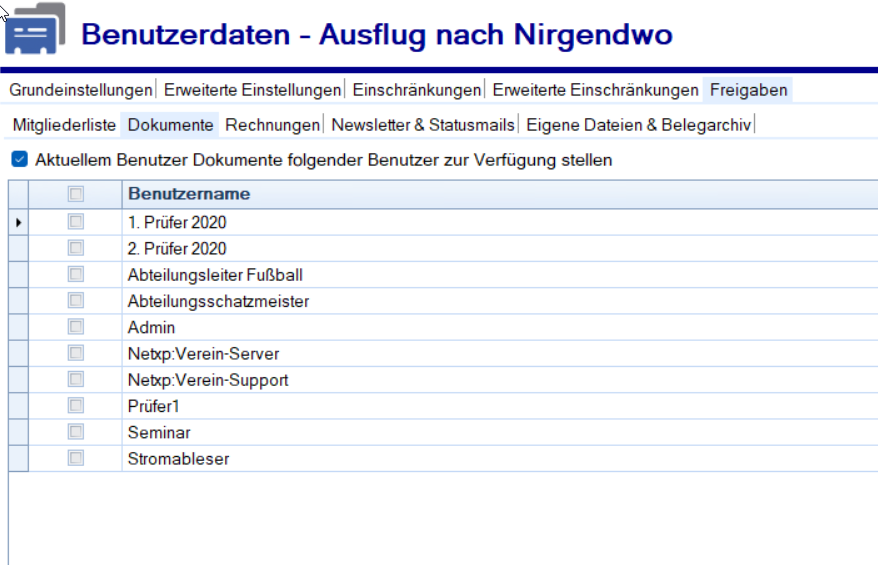 Benutzerdaten - Ausflug nach Nirgendwo
Grundeinstellungen Erweiterte Einstellungen Einschränkungen Erweiterte Einschränkungen Freigaben
Mitgliederliste Dokumente Rechnungen Newsletter & Statusmails Eigene Dateien & Belegarchiv
Aktuellem Benutzer Dokumente folgender Benutzer zur Verfügung stellen
Benutzername
1. Prüfer 2020
2. Prüfer 2020
Abteilungsleiter Fußball
Abteilungsschatzmeister
Admin
Netxp:Verein-Server
Netxp:Verein-Support
Prüfer1
Seminar
Stromableser